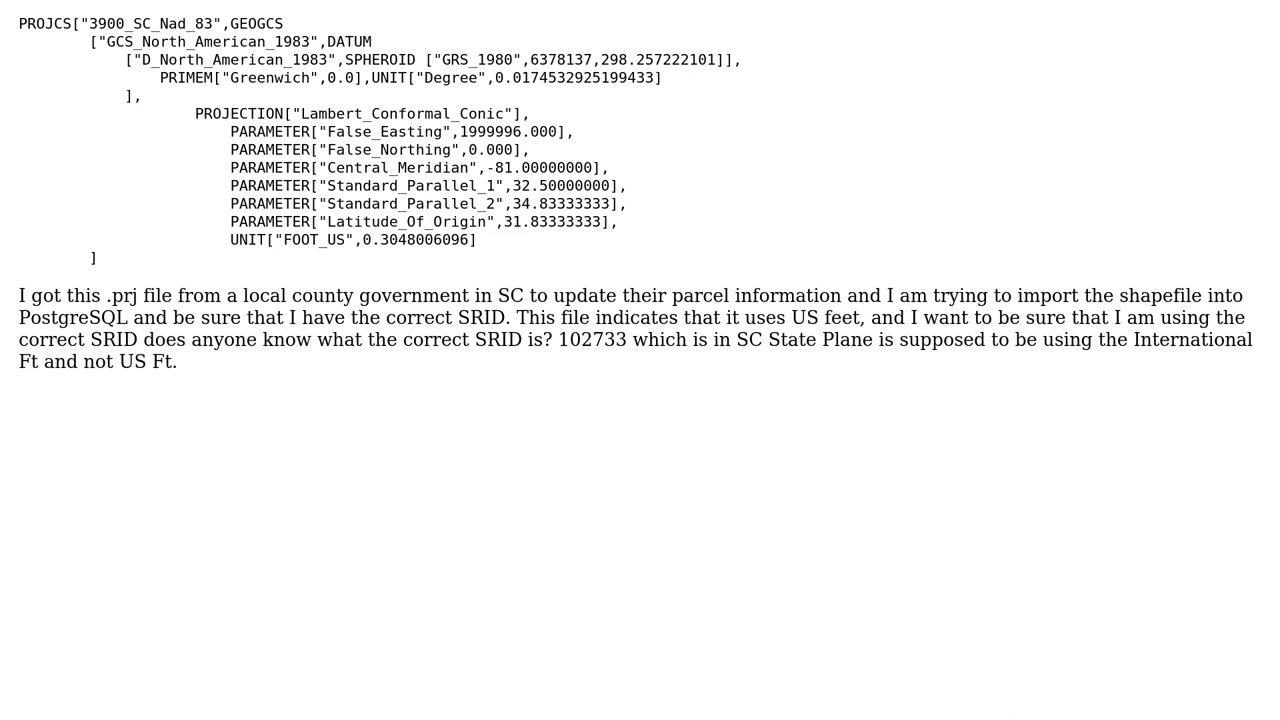 PROJCS["3900_SC_Nad_83",GEOGCS
["GCS_North_American_1983",DATUM
["D_North_American_1983",SPHEROID ["GRS_1980",6378137,298.257222101]],
PRIMEM["Greenwich",0.0],UNIT["Degree",0.0174532925199433]
],
PROJECTION["Lambert_Conformal_Conic"],
PARAMETER["False_Easting",1999996.000],
PARAMETER["False_Northing",0.000],
PARAMETER["Central_Meridian",-81.00000000],
PARAMETER["Standard_Parallel_1",32.50000000],
PARAMETER["Standard_Parallel_2",34.83333333],
PARAMETER["Latitude_Of_Origin",31.83333333],
UNIT["FOOT_US",0.3048006096]
]
I got this .prj file from a local county government in SC to update their parcel information and I am trying to import the shapefile into
PostgreSQL and be sure that I have the correct SRID. This file indicates that it uses US feet, and I want to be sure that I am using the
correct SRID does anyone know what the correct SRID is? 102733 which is in SC State Plane is supposed to be using the International
Ft and not US Ft.